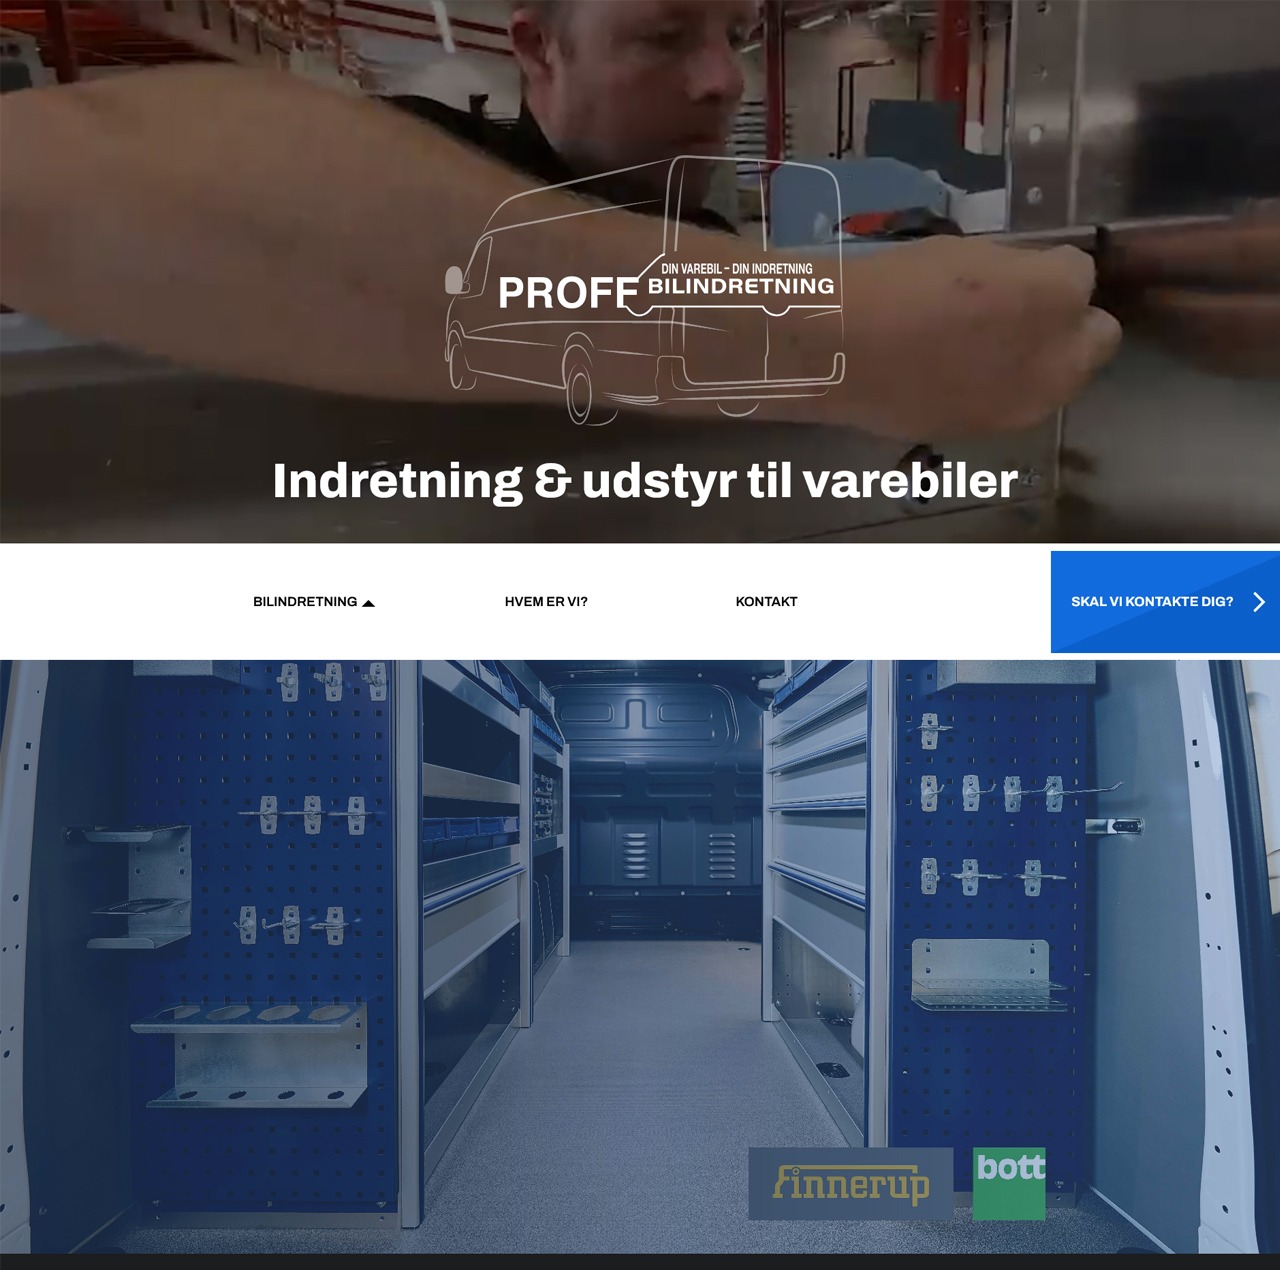 DIN VAREBIL – DIN INDRETNING
PROFF BILINDRETNING
Indretning & udstyr til varebiler
BILINDRETNING
HVEM ER VI?
KONTAKT
SKAL VI KONTAKTE DIG?
finnerup
bott